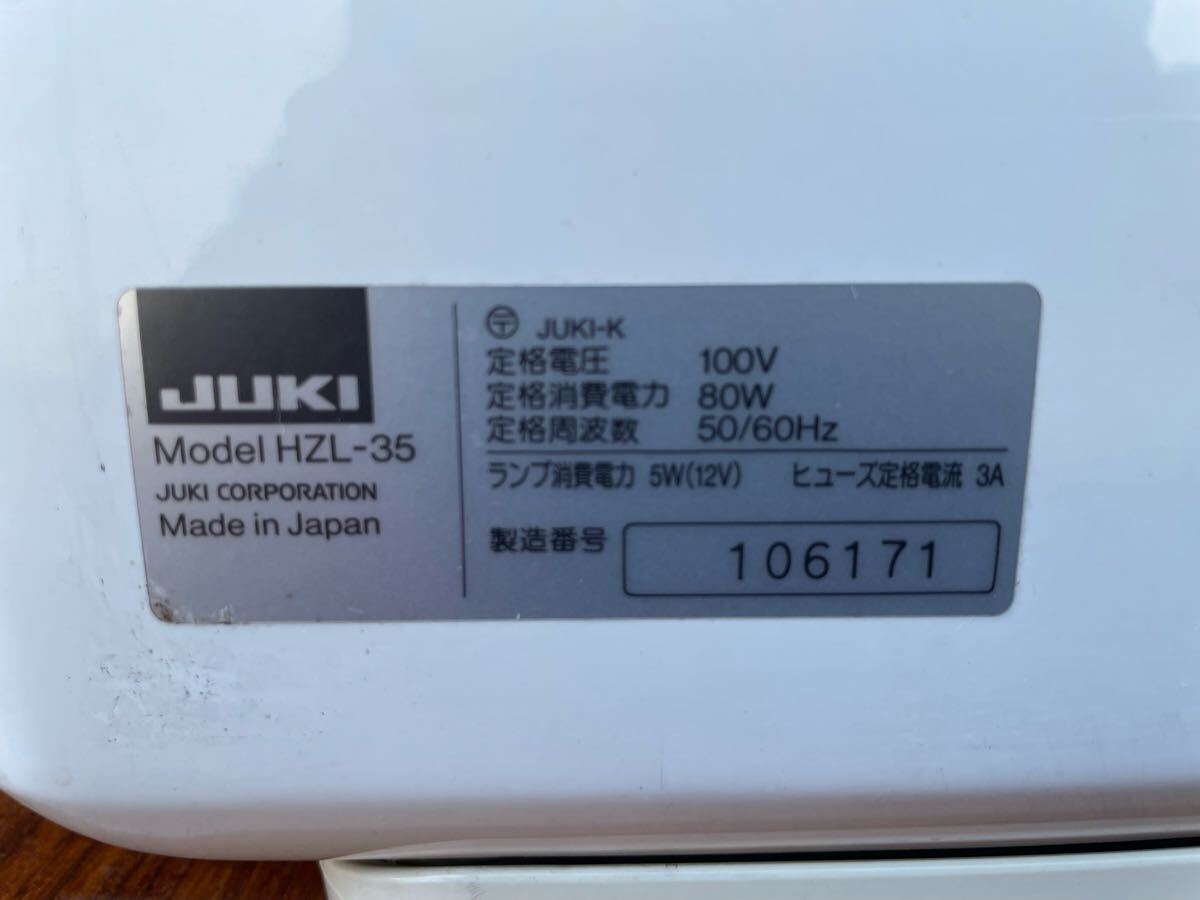 JUKI
Model HZL-35
JUKI CORPORATION
Made in Japan
〶 JUKI-K
定格電圧 100V
定格消費電力 80W
定格周波数 50/60Hz
ランプ消費電力 5W(12V) ヒューズ定格電流 3A
製造番号 106171